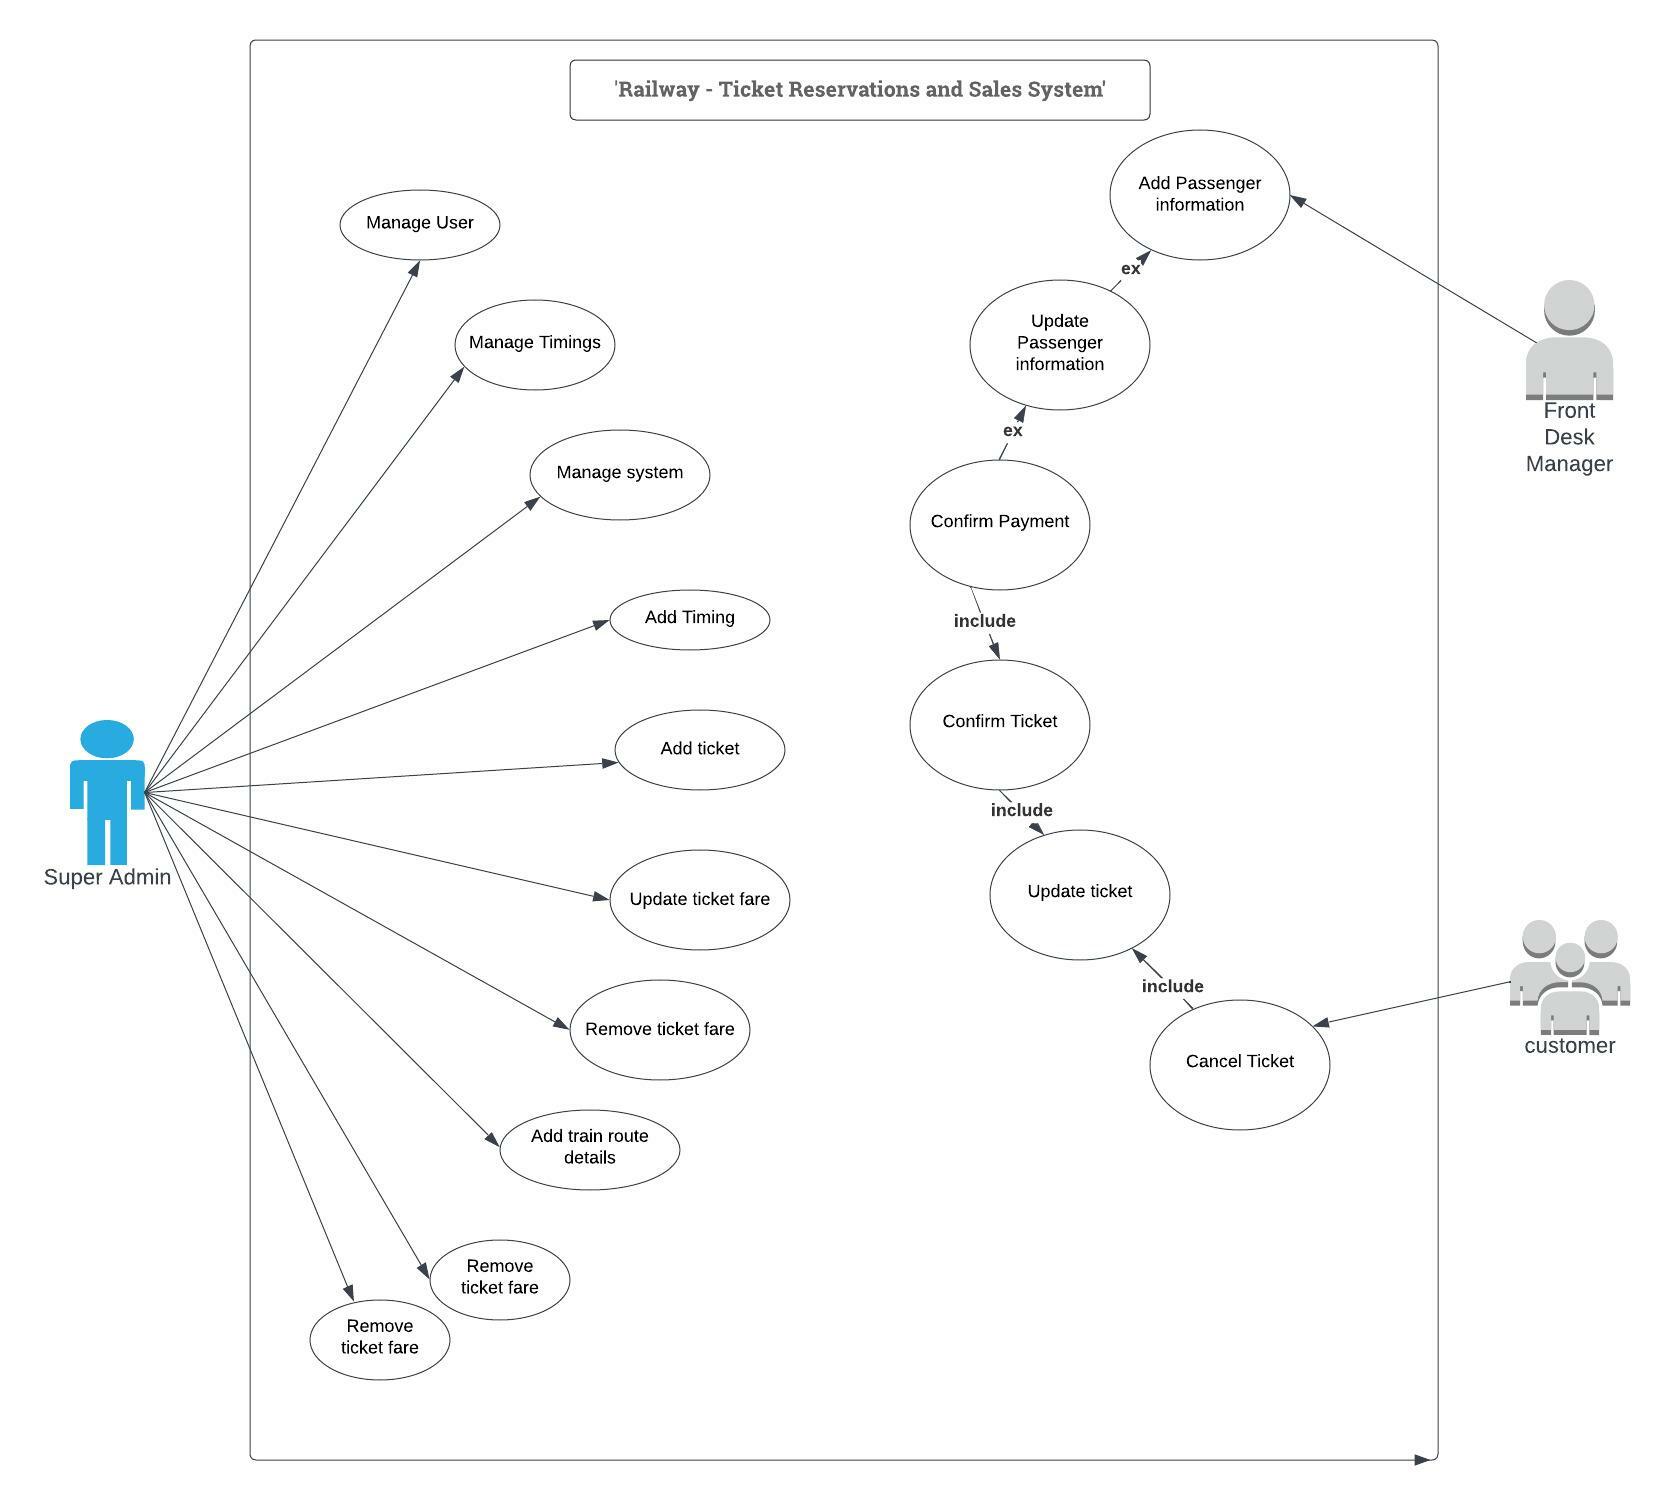 'Railway - Ticket Reservations and Sales System'
Add Passenger
information
Manage User
ex
Update
Passenger
information
Manage Timings
Front
Desk
Manager
ex
Manage system
Confirm Payment
include
Add Timing
Confirm Ticket
Add ticket
include
Super Admin
Update ticket
Update ticket fare
include
Remove ticket fare
customer
Cancel Ticket
Add train route
details
Remove
ticket fare
Remove
ticket fare